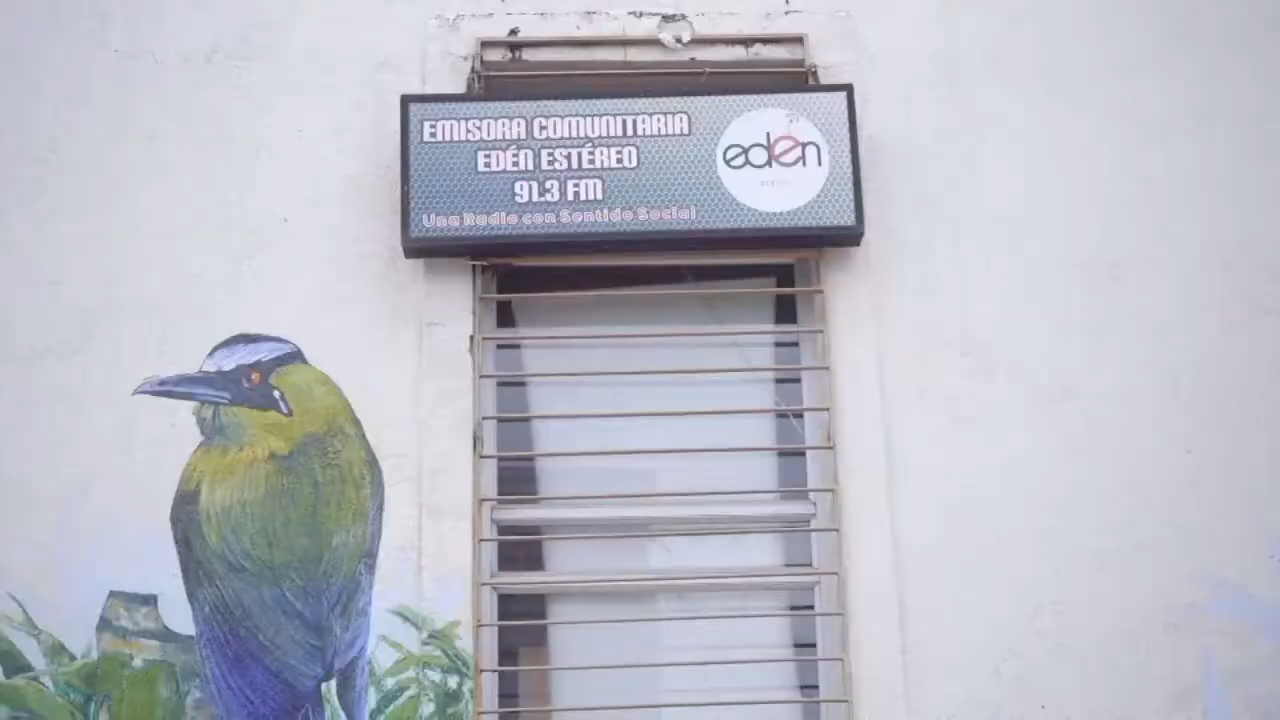 EMISORA COMUNITARIA
EDÉN ESTÉREO
91.3 FM
Una Radio con Sentido Social
eden